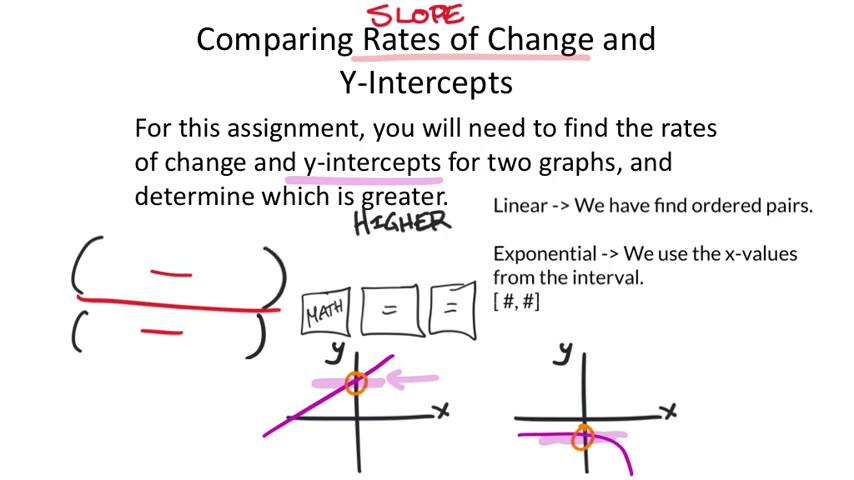 SLOPE
Comparing Rates of Change and
Y-Intercepts
For this assignment, you will need to find the rates
of change and y-intercepts for two graphs, and
determine which is greater.
HIGHER
Linear -> We have find ordered pairs.
Exponential -> We use the x-values
from the interval.
[ #, #]
( − )
( − )
MATH = =
y
x
y
x